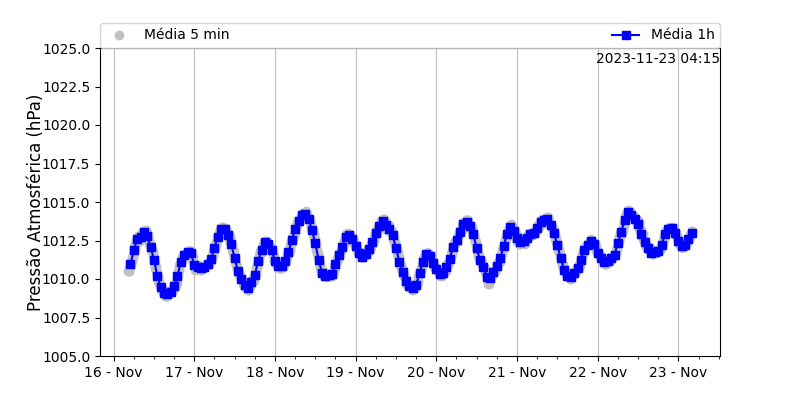 Média 5 min
Média 1h
2023-11-23 04:15
Pressão Atmosférica (hPa)
1025.0
1022.5
1020.0
1017.5
1015.0
1012.5
1010.0
1007.5
1005.0
16 - Nov
17 - Nov
18 - Nov
19 - Nov
20 - Nov
21 - Nov
22 - Nov
23 - Nov